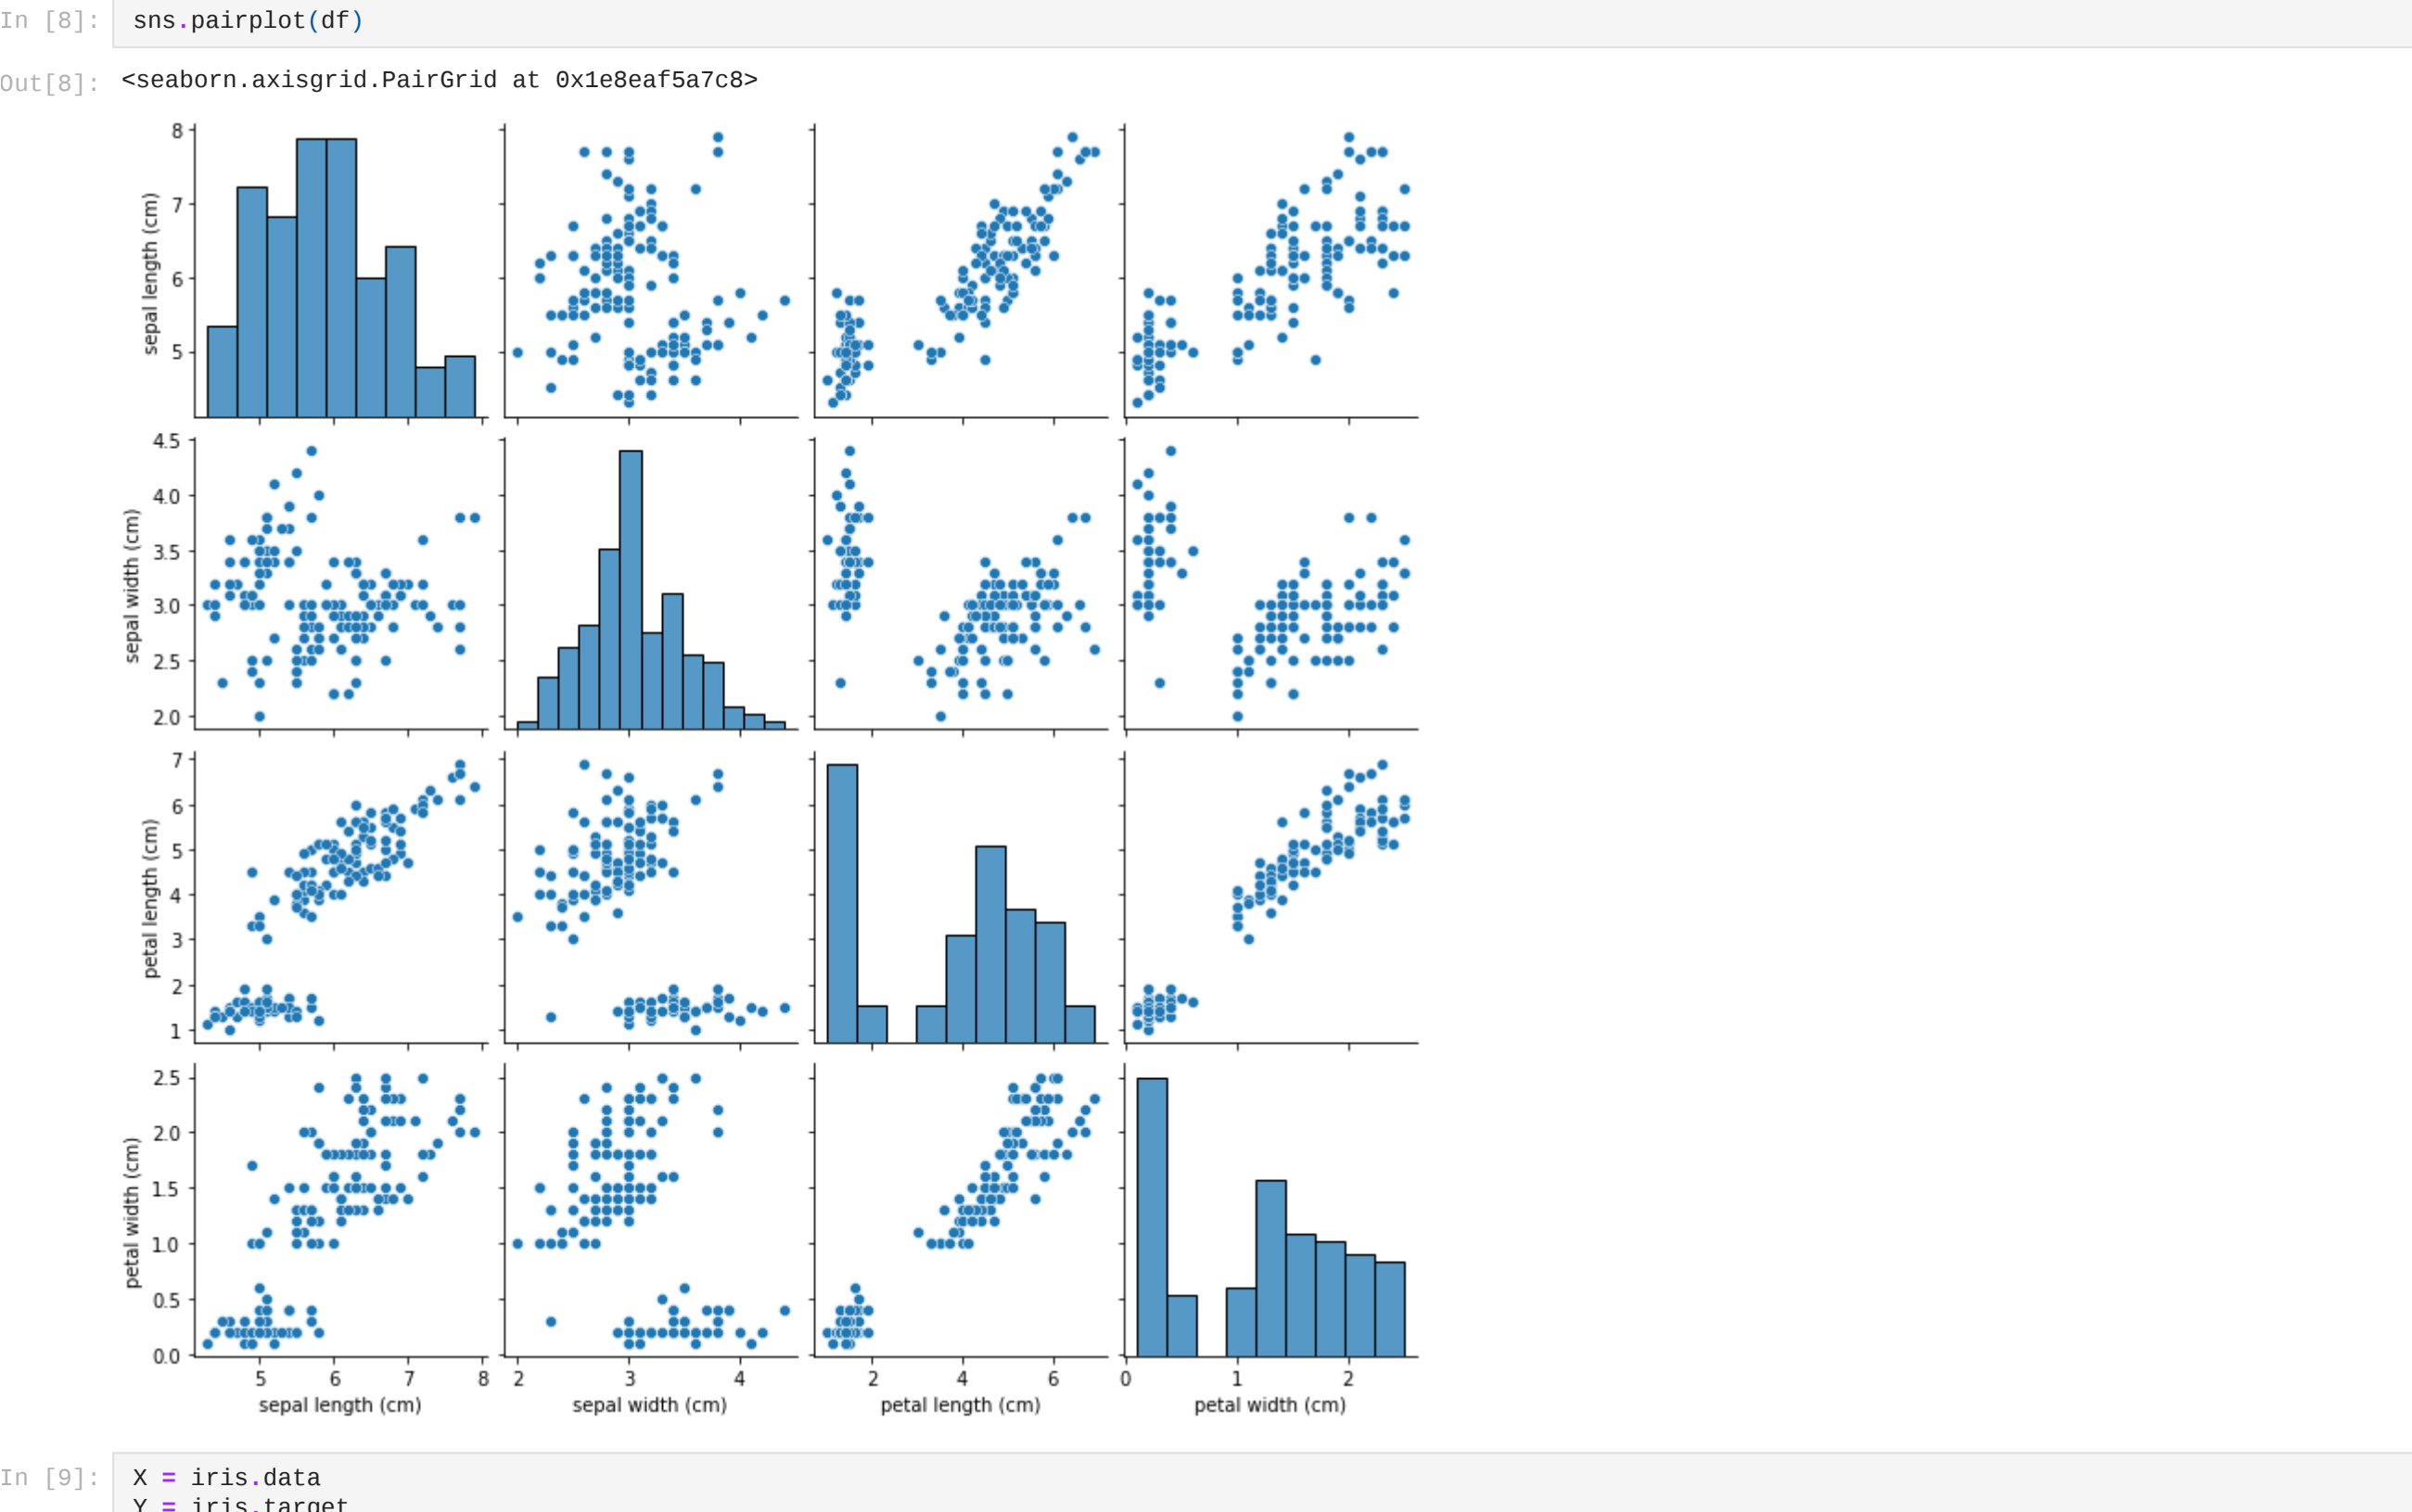 In [8]: sns.pairplot(df)
Out[8]: <seaborn.axisgrid.PairGrid at 0x1e8eaf5a7c8>
8
7
6
5
sepal length (cm)
4.5
4.0
3.5
3.0
2.5
2.0
sepal width (cm)
7
6
5
4
3
2
1
petal length (cm)
2.5
2.0
1.5
1.0
0.5
0.0
petal width (cm)
5 6 7 8 2 3 4 2 4 6 0 1 2
sepal length (cm) sepal width (cm) petal length (cm) petal width (cm)
In [9]: X = iris.data
Y = iris.target